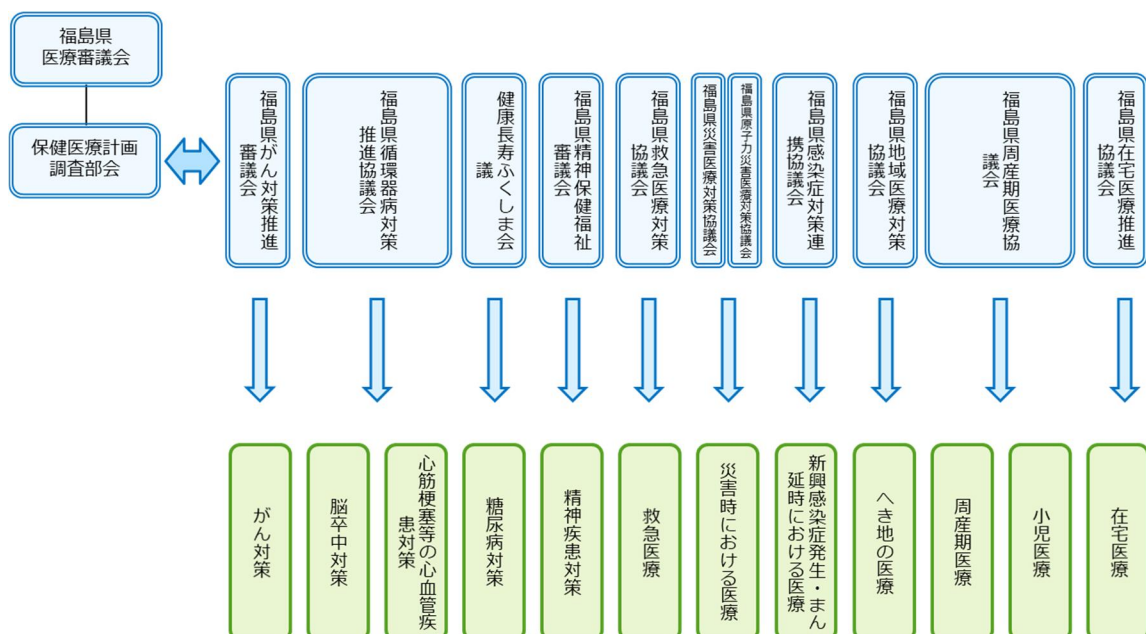 福島県
医療審議会
保健医療計画
調査部会
福島県がん対策推進
審議会
福島県循環器病対策
推進協議会
健康長寿ふくしま会
議
福島県精神保健福祉
審議会
福島県救急医療対策
協議会
福島県災害医療対策協議会
福島県原子力災害医療対策協議会
福島県感染症対策連
携協議会
福島県地域医療対策
協議会
福島県周産期医療協
議会
福島県在宅医療推進
協議会
がん対策
脳卒中対策
心筋梗塞等の心血管疾
患対策
糖尿病対策
精神疾患対策
救急医療
災害時における医療
新興感染症発生・まん
延時における医療
へき地の医療
周産期医療
小児医療
在宅医療